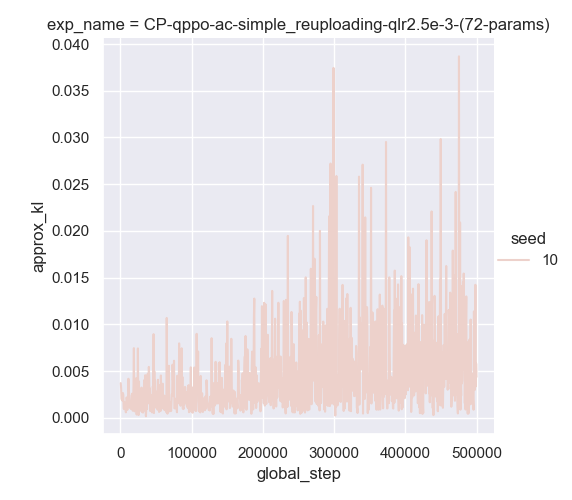 exp_name = CP-qppo-ac-simple_reuploading-qlr2.5e-3-(72-params)
0.040
0.035
0.030
0.025
0.020
0.015
0.010
0.005
0.000
approx_kl
seed
10
0 100000 200000 300000 400000 500000
global_step